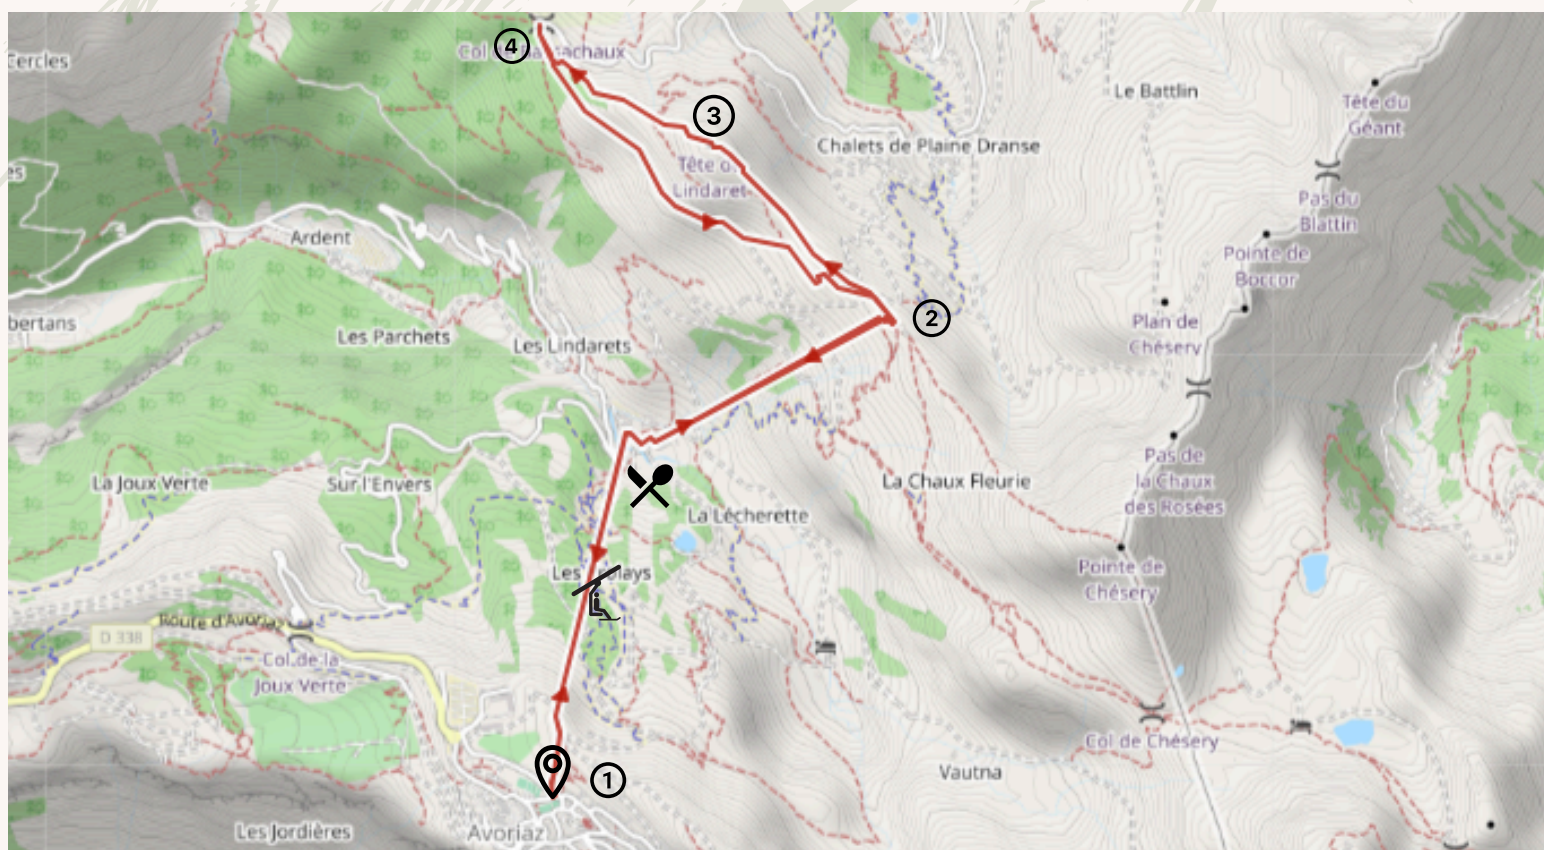 4
Col de Bassachaux
cercles
Le Battlin
Tête du
Géant
3
Chalets de Plaine Dranse
Tête d
Lindaret
es
Pas du
Blattin
Ardent
Pointe de
Boccor
bertans
Les Parchets
Les Lindarets
2
Plan de
Chésery
La Joux Verte
Sur l'Envers
La Chaux Fleurie
Pas de
la Chaux
des Rosées
La Lécherette
Les
olays
Pointe de
Chésery
D 338
Route d'Avoriaz
Col de la
Joux Verte
Col de Chésery
1
Vautna
Les Jordières
Avoriaz